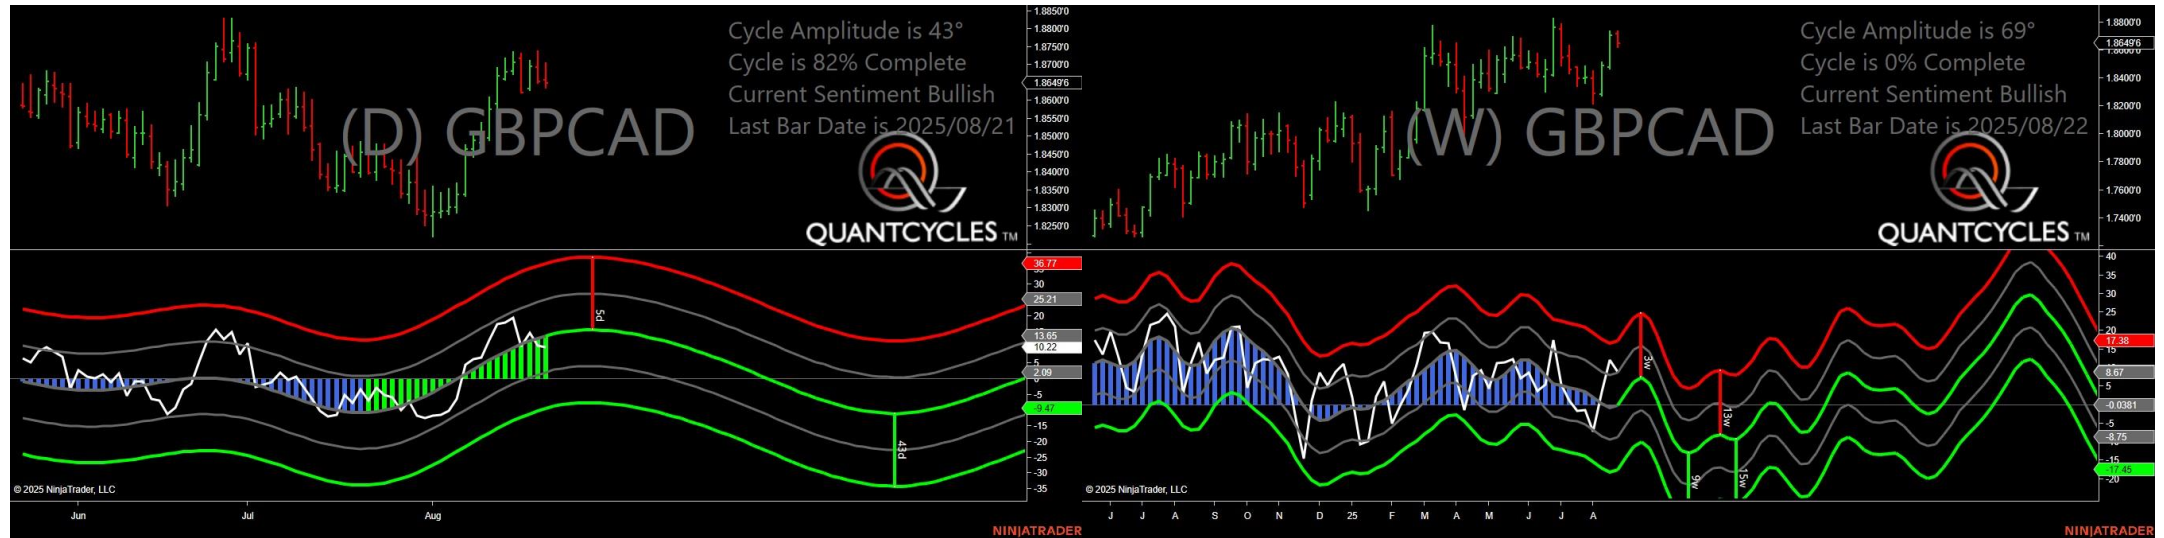 Cycle Amplitude is 43°
Cycle is 82% Complete
Current Sentiment Bullish
Last Bar Date is 2025/08/21
(D) GBPCAD
QUANTCYCLES TM
1.8850'0
1.8800'0
1.8750'0
1.8700'0
1.8649'6
1.8600'0
1.8550'0
1.8500'0
1.8450'0
1.8400'0
1.8350'0
1.8300'0
1.8250'0
36.77
35
30
25.21
20
13.65
10.22
5
2.09
-5
-9.47
-15
-20
-25
-30
-35
5d
43d
© 2025 NinjaTrader, LLC
Jun
Jul
Aug
NINJATRADER
Cycle Amplitude is 69°
Cycle is 0% Complete
Current Sentiment Bullish
Last Bar Date is 2025/08/22
(W) GBPCAD
QUANTCYCLES TM
1.8800'0
1.8649'6
1.8400'0
1.8200'0
1.8000'0
1.7800'0
1.7600'0
1.7400'0
40
35
30
25
20
17.38
15
8.67
5
-0.0381
-5
-8.75
-15
-17.45
-20
3w
13w
9w
15w
© 2025 NinjaTrader, LLC
J
J
A
S
O
N
D
25
F
M
A
M
J
J
A
NINJATRADER